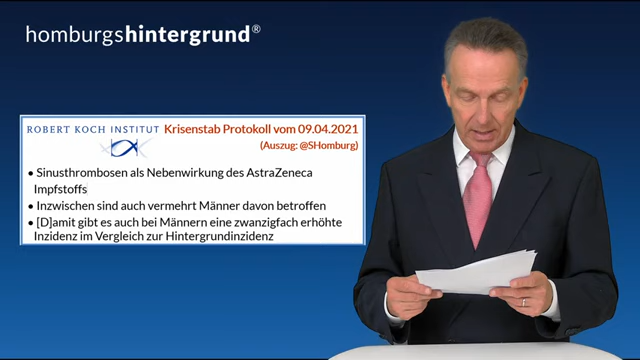 homburgshintergrund®
ROBERT KOCH INSTITUT Krisenstab Protokoll vom 09.04.2021
(Auszug: @SHomburg)
• Sinusthrombosen als Nebenwirkung des AstraZeneca
Impfstoffs
• Inzwischen sind auch vermehrt Männer davon betroffen
• [D]amit gibt es auch bei Männern eine zwanzigfach erhöhte
Inzidenz im Vergleich zur Hintergrundinzidenz